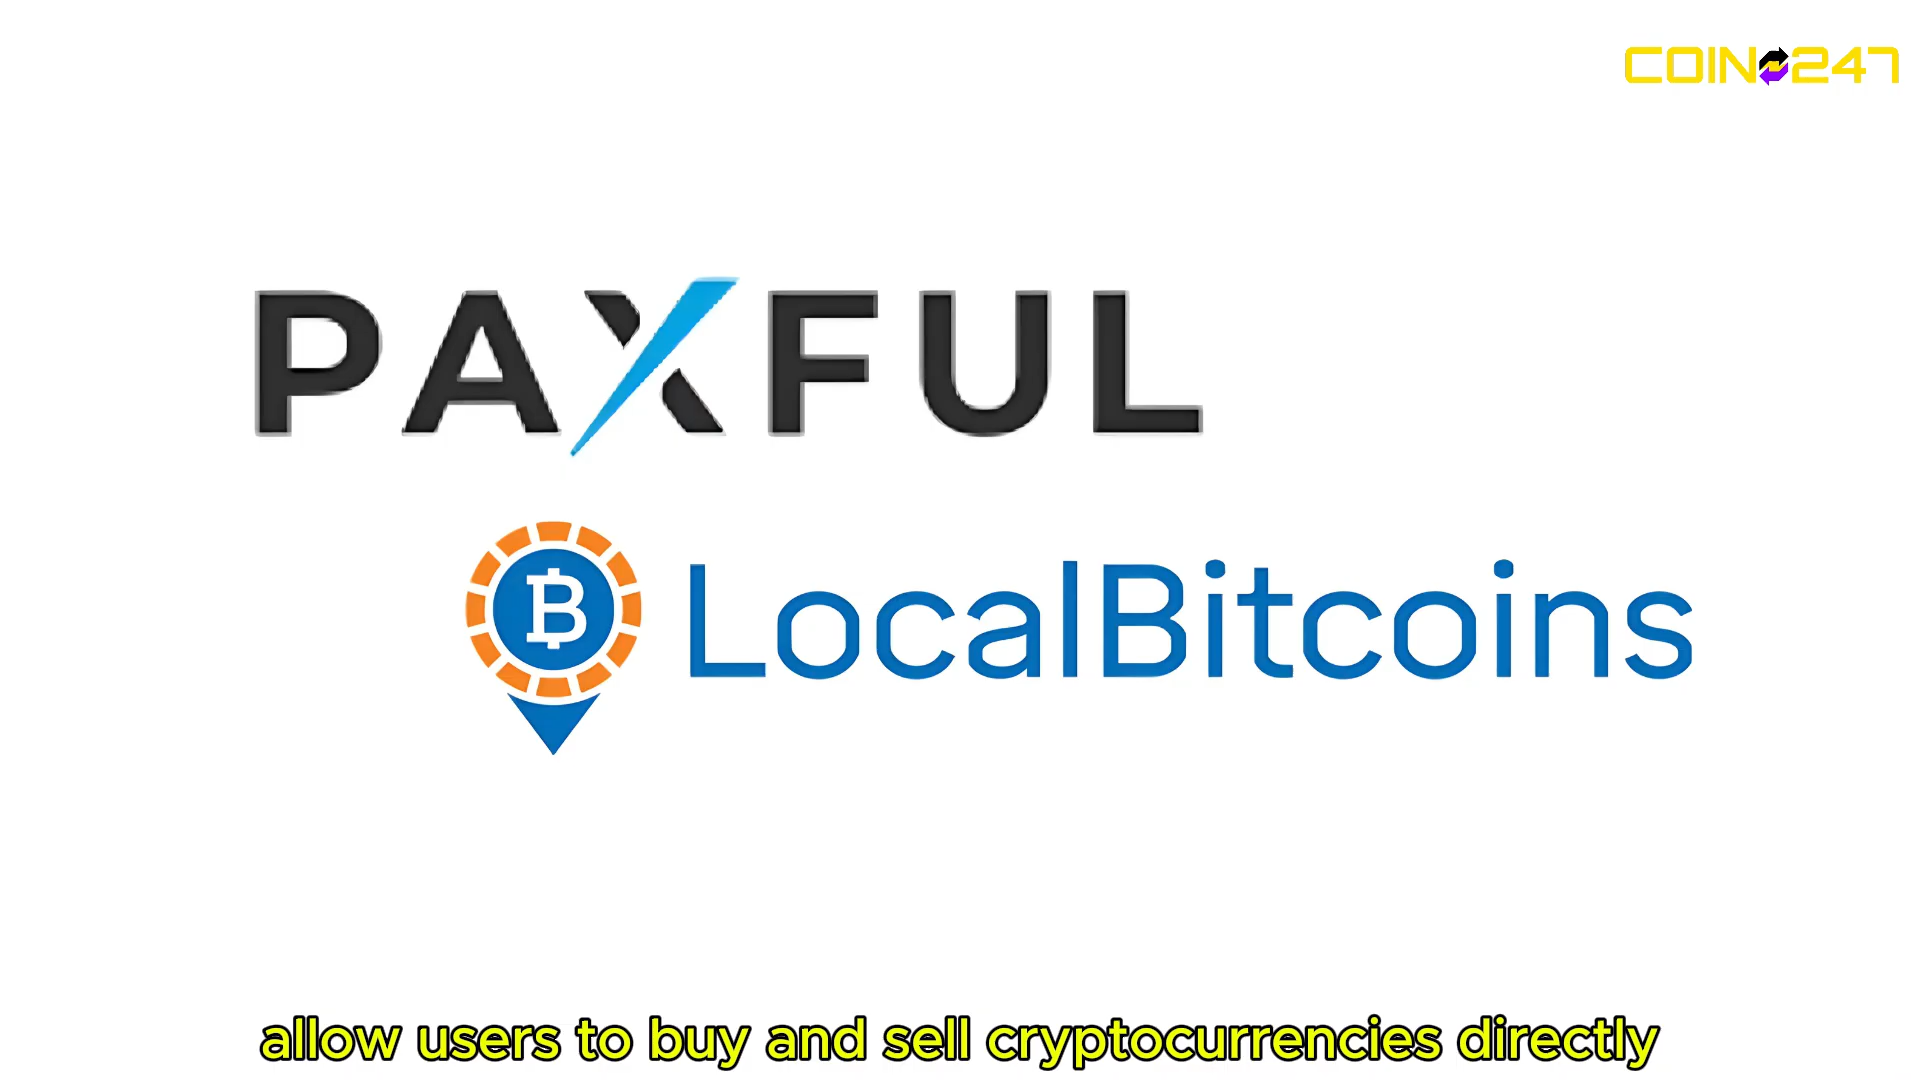 COIN247
PAXFUL
LocalBitcoins
allow users to buy and sell cryptocurrencies directly